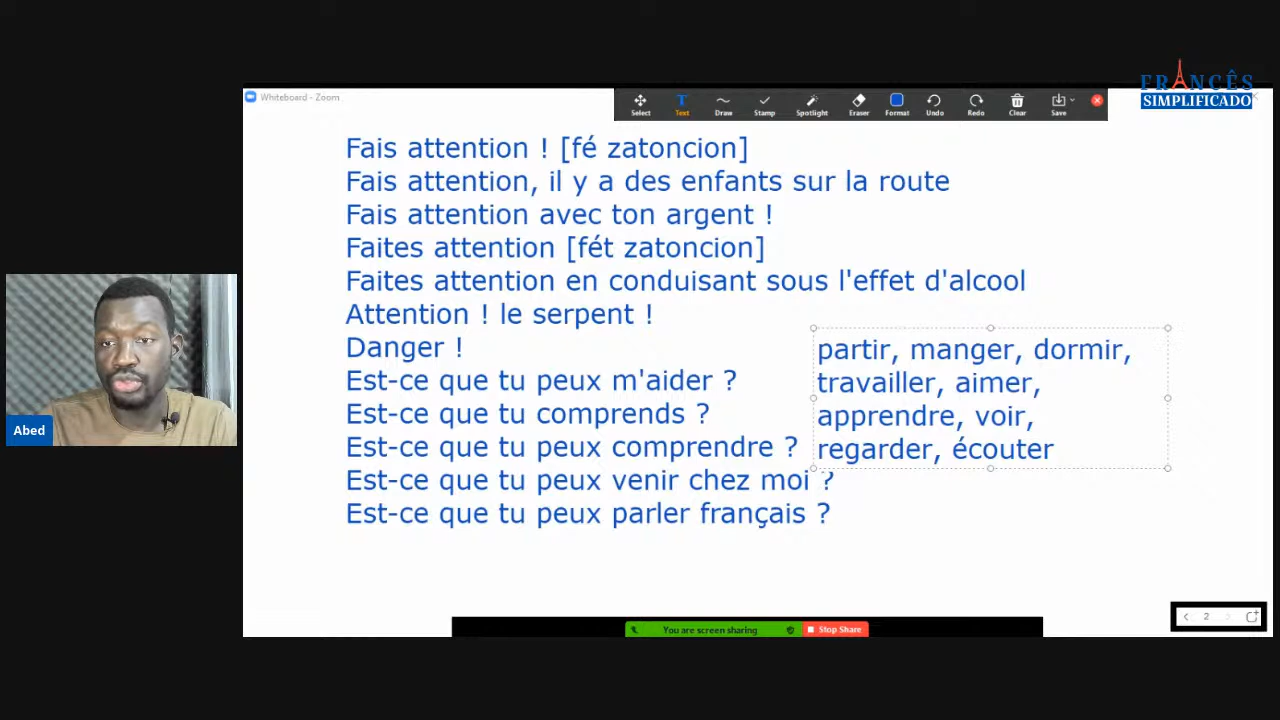 FRANCÊS
SIMPLIFICADO
Whiteboard - Zoom
Select
Text
Draw
Stamp
Spotlight
Eraser
Format
Undo
Redo
Clear
Save
Fais attention ! [fé zatoncion]
Fais attention, il y a des enfants sur la route
Fais attention avec ton argent !
Faites attention [fét zatoncion]
Faites attention en conduisant sous l'effet d'alcool
Attention ! le serpent !
Danger !
Est-ce que tu peux m'aider ?
Est-ce que tu comprends ?
Est-ce que tu peux comprendre ?
Est-ce que tu peux venir chez moi ?
Est-ce que tu peux parler français ?
partir, manger, dormir,
travailler, aimer,
apprendre, voir,
regarder, écouter
Abed
2
You are screen sharing
Stop Share